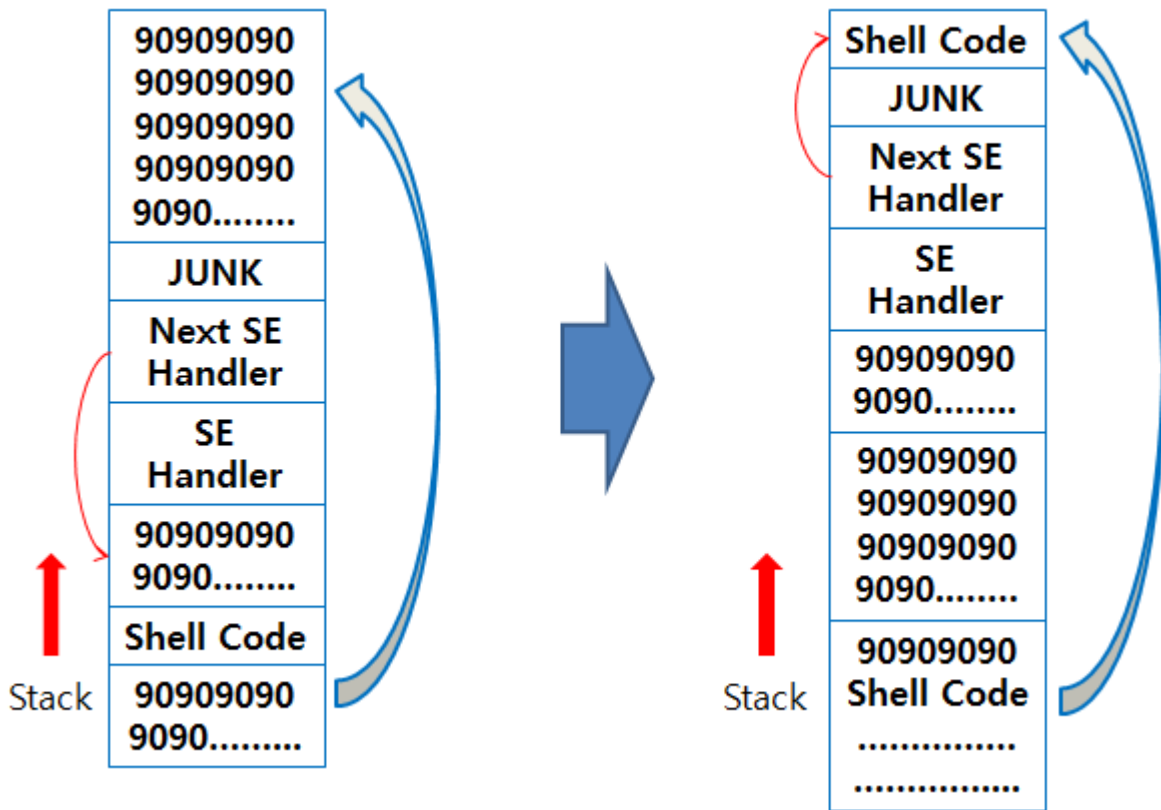 90909090
90909090
90909090
90909090
9090........
JUNK
Next SE
Handler
SE
Handler
90909090
9090........
Shell Code
90909090
9090.........
Stack
Shell Code
JUNK
Next SE
Handler
SE
Handler
90909090
9090........
90909090
90909090
90909090
9090........
90909090
Shell Code
...............
................
Stack